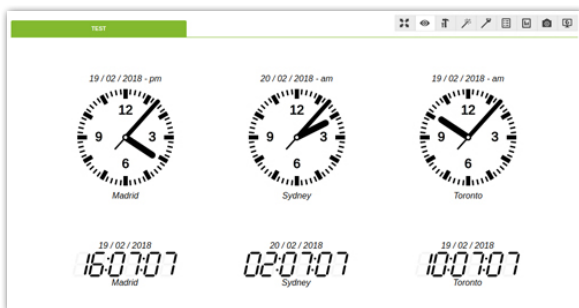 TEST
19 / 02 / 2018 - pm
20 / 02 / 2018 - am
19 / 02 / 2018 - am
12
9 3
6
12
9 3
6
12
9 3
6
Madrid
Sydney
Toronto
19 / 02 / 2018
20 / 02 / 2018
19 / 02 / 2018
16:07:07
02:07:07
10:07:07
Madrid
Sydney
Toronto